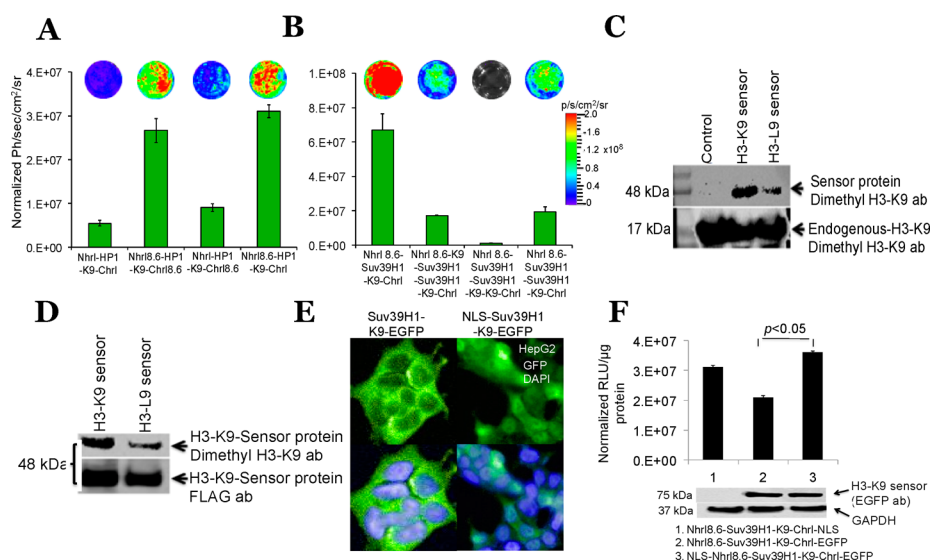 A
Normalized Ph/sec/cm²/sr
4.E+07
3.E+07
2.E+07
1.E+07
0.E+00
Nhrl-HP1 -K9-Chrl
Nhrl8.6-HP1 -K9-Chrl8.6
Nhrl-HP1 -K9-Chrl8.6
Nhrl8.6-HP1 -K9-Chrl
B
1.E+08
8.E+07
6.E+07
4.E+07
2.E+07
0.E+00
p/s/cm²/sr
2.0
1.6
1.2 x10⁸
0.8
0.4
0.0
Nhrl 8.6- Suv39H1 -K9-Chrl
Nhrl 8.6-K9 -Suv39H1 -Suv39H1 -K9-Chrl
Nhrl 8.6- Suv39H1 -Suv39H1 -K9-K9-Chrl
Nhrl 8.6- Suv39H1 -Suv39H1 -K9-Chrl
C
Control
H3-K9 sensor
H3-L9 sensor
48 kDa
Sensor protein
Dimethyl H3-K9 ab
17 kDa
Endogenous-H3-K9
Dimethyl H3-K9 ab
D
H3-K9 sensor
H3-L9 sensor
48 kDa
H3-K9-Sensor protein
Dimethyl H3-K9 ab
H3-K9-Sensor protein
FLAG ab
E
Suv39H1-
K9-EGFP
NLS-Suv39H1
-K9-EGFP
HepG2
GFP
DAPI
F
Normalized RLU/µg
protein
p<0.05
4.E+07
3.E+07
2.E+07
1.E+07
0.E+00
1 2 3
75 kDa
37 kDa
H3-K9 sensor
(EGFP ab)
GAPDH
1. Nhrl8.6-Suv39H1-K9-Chrl-NLS
2. Nhrl8.6-Suv39H1-K9-Chrl-EGFP
3. NLS-Nhrl8.6-Suv39H1-K9-Chrl-EGFP